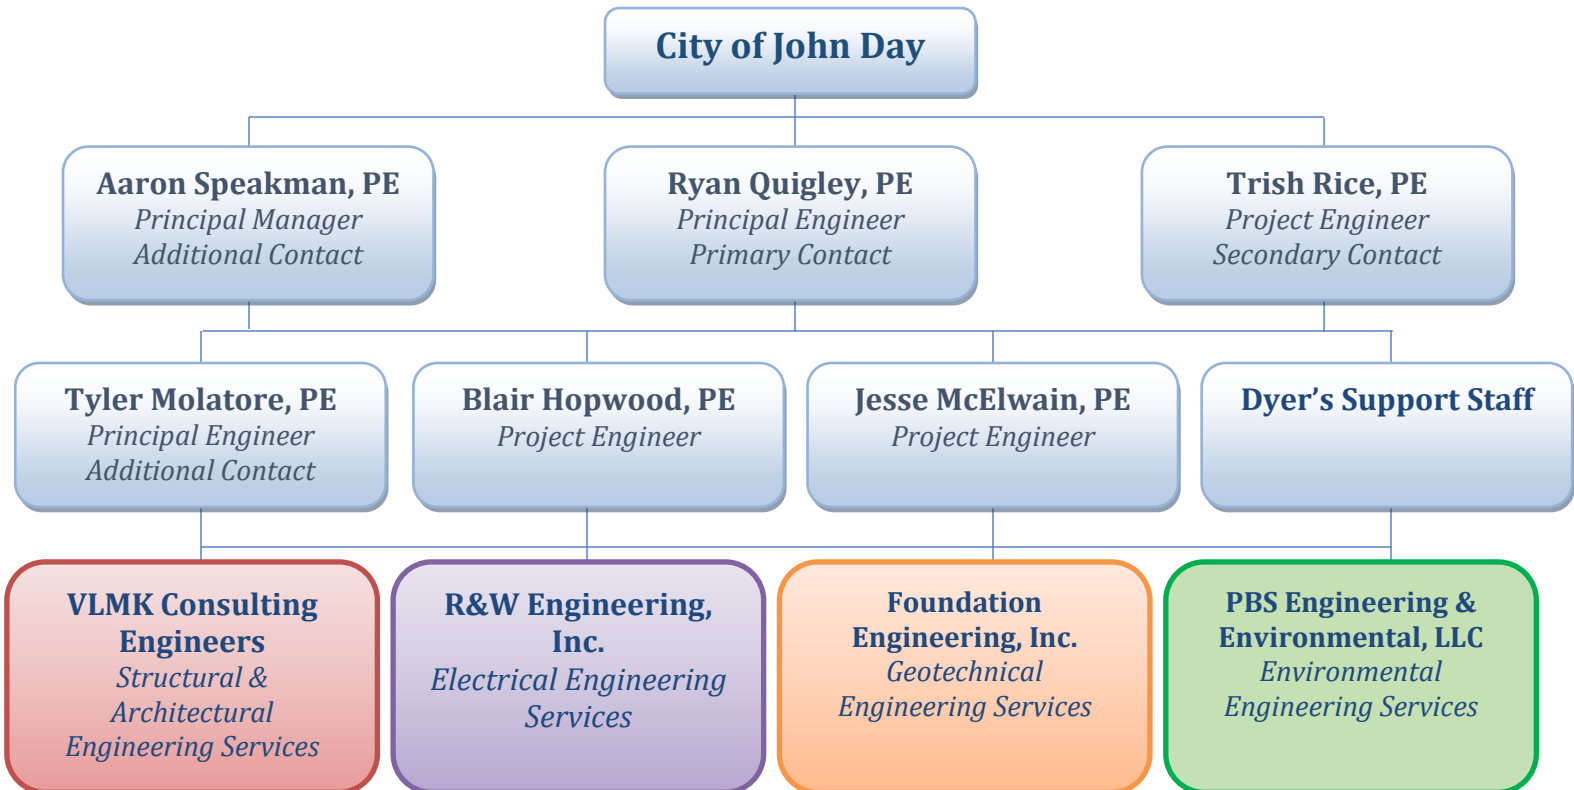 City of John Day
Aaron Speakman, PE
Principal Manager
Additional Contact
Ryan Quigley, PE
Principal Engineer
Primary Contact
Trish Rice, PE
Project Engineer
Secondary Contact
Tyler Molatore, PE
Principal Engineer
Additional Contact
Blair Hopwood, PE
Project Engineer
Jesse McElwain, PE
Project Engineer
Dyer’s Support Staff
VLMK Consulting
Engineers
Structural &
Architectural
Engineering Services
R&W Engineering,
Inc.
Electrical Engineering
Services
Foundation
Engineering, Inc.
Geotechnical
Engineering Services
PBS Engineering &
Environmental, LLC
Environmental
Engineering Services